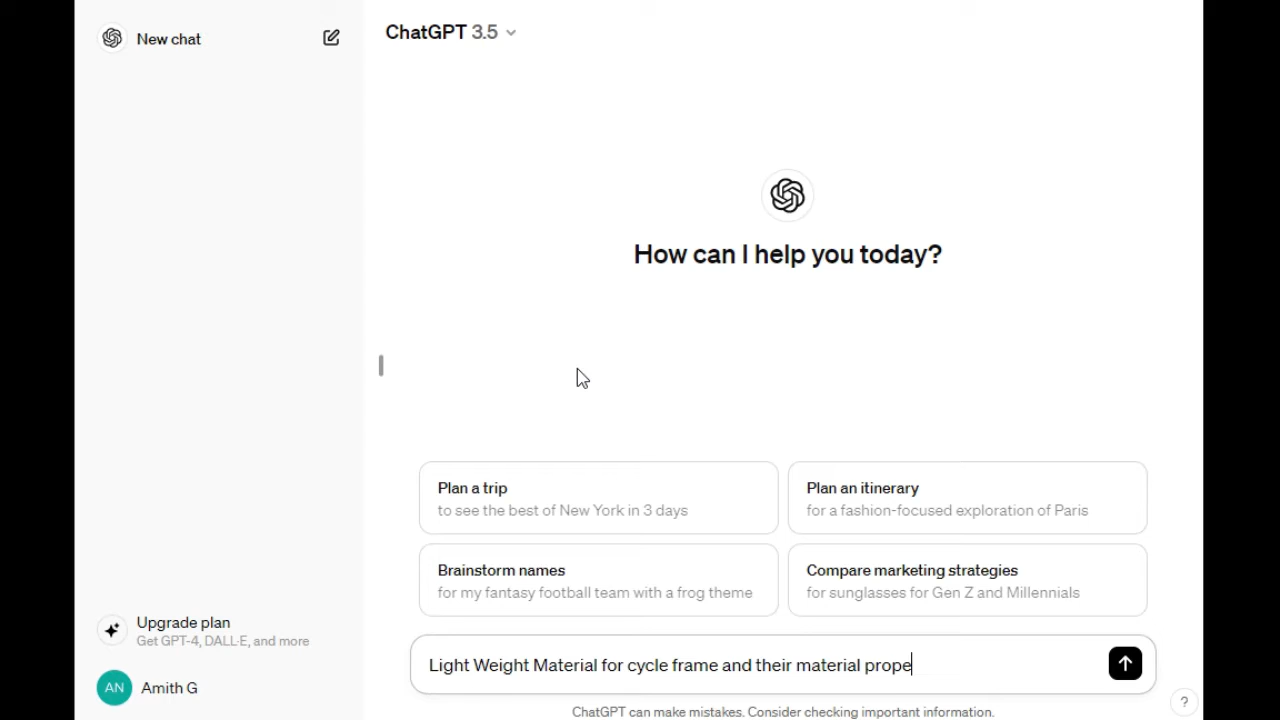 New chat
ChatGPT 3.5
How can I help you today?
Plan a trip
to see the best of New York in 3 days
Plan an itinerary
for a fashion-focused exploration of Paris
Brainstorm names
for my fantasy football team with a frog theme
Compare marketing strategies
for sunglasses for Gen Z and Millennials
Upgrade plan
Get GPT-4, DALL·E, and more
Light Weight Material for cycle frame and their material prope
AN Amith G
?
ChatGPT can make mistakes. Consider checking important information.